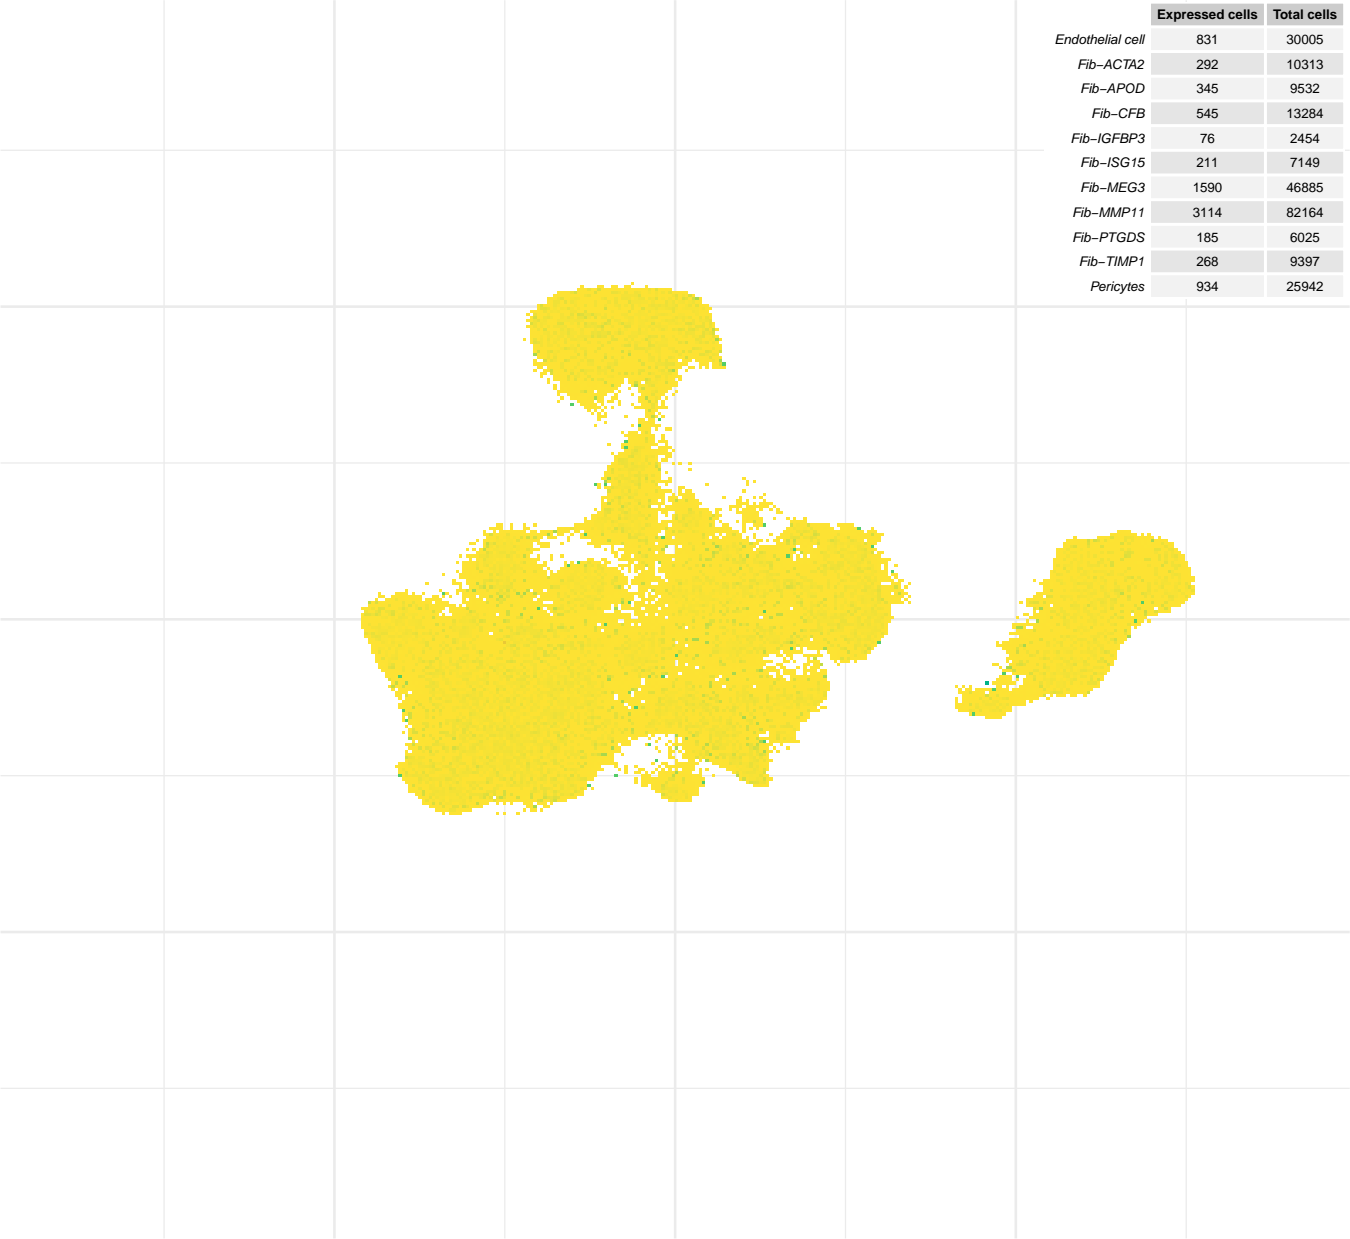 Expressed cells Total cells
Endothelial cell 831 30005
Fib−ACTA2 292 10313
Fib−APOD 345 9532
Fib−CFB 545 13284
Fib−IGFBP3 76 2454
Fib−ISG15 211 7149
Fib−MEG3 1590 46885
Fib−MMP11 3114 82164
Fib−PTGDS 185 6025
Fib−TIMP1 268 9397
Pericytes 934 25942